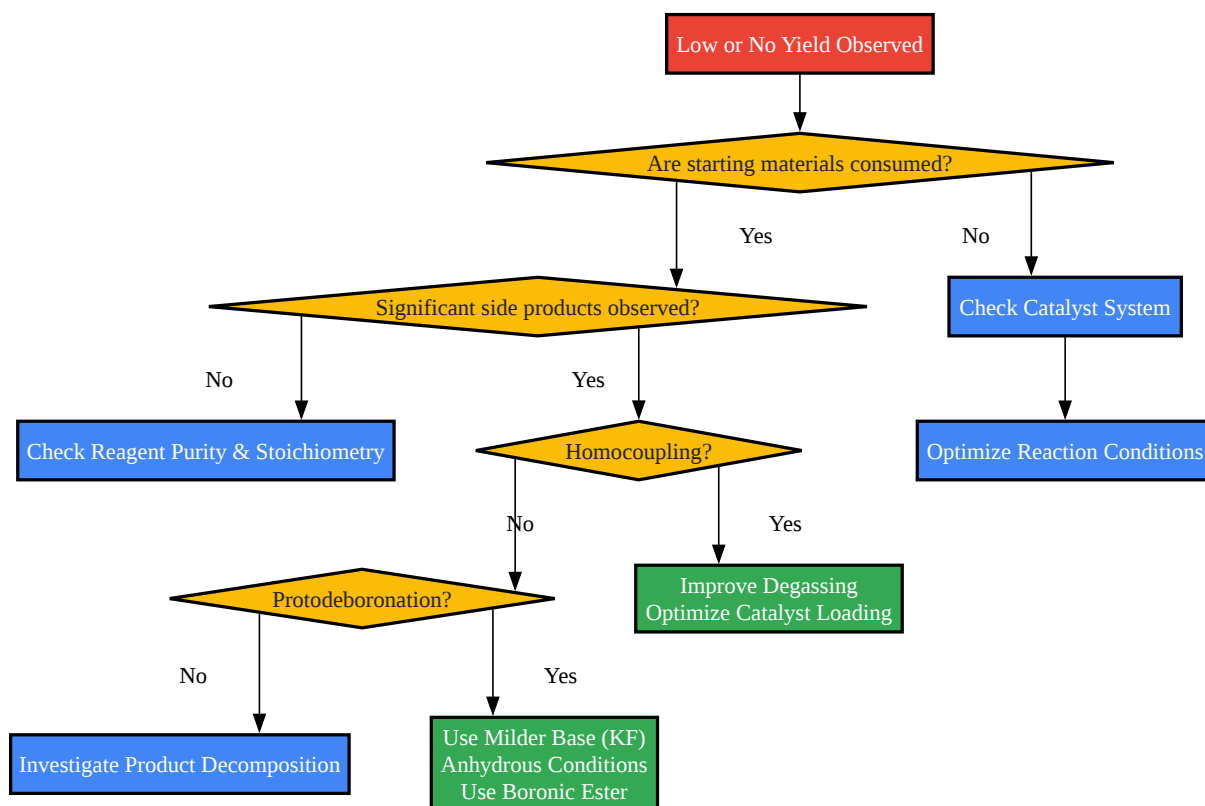 Low or No Yield Observed
Are starting materials consumed?
Yes
No
Significant side products observed?
Check Catalyst System
No
Yes
Check Reagent Purity & Stoichiometry
Homocoupling?
Optimize Reaction Conditions
No
Yes
Protodeboronation?
Improve Degassing
Optimize Catalyst Loading
No
Yes
Investigate Product Decomposition
Use Milder Base (KF)
Anhydrous Conditions
Use Boronic Ester